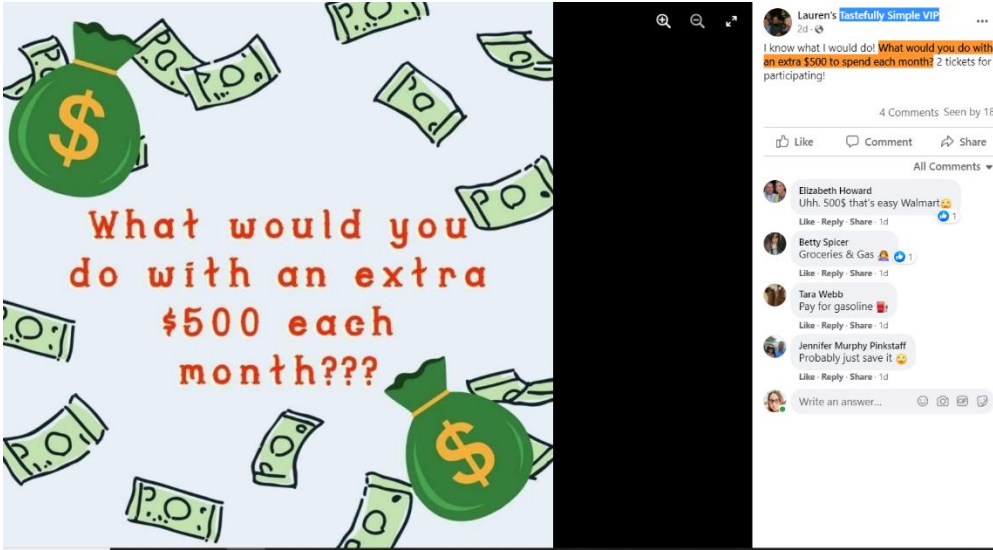 What would you
do with an extra
$500 each
month???
Lauren's Tastefully Simple VIP
2d
I know what I would do! What would you do with
an extra $500 to spend each month? 2 tickets for
participating!
4 Comments Seen by 18
Like Comment Share
All Comments
Elizabeth Howard
Uhh. 500$ that's easy Walmart🙄
1
Like · Reply · Share · 1d
Betty Spicer
Groceries & Gas 🤷‍♀️
1
Like · Reply · Share · 1d
Tara Webb
Pay for gasoline ⛽
Like · Reply · Share · 1d
Jennifer Murphy Pinkstaff
Probably just save it 🙄
Like · Reply · Share · 1d
Write an answer...
GIF